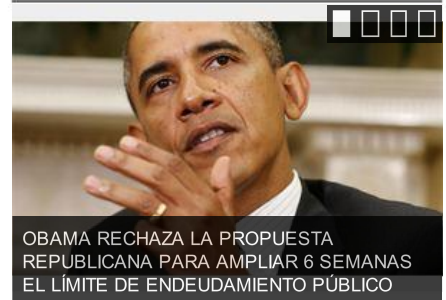 OBAMA RECHAZA LA PROPUESTA
REPUBLICANA PARA AMPLIAR 6 SEMANAS
EL LÍMITE DE ENDEUDAMIENTO PÚBLICO